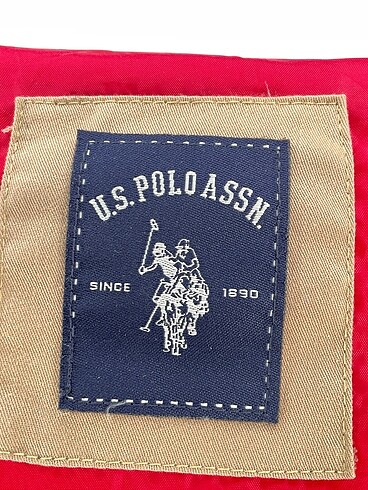 U.S. POLO ASSN.
SINCE 1890